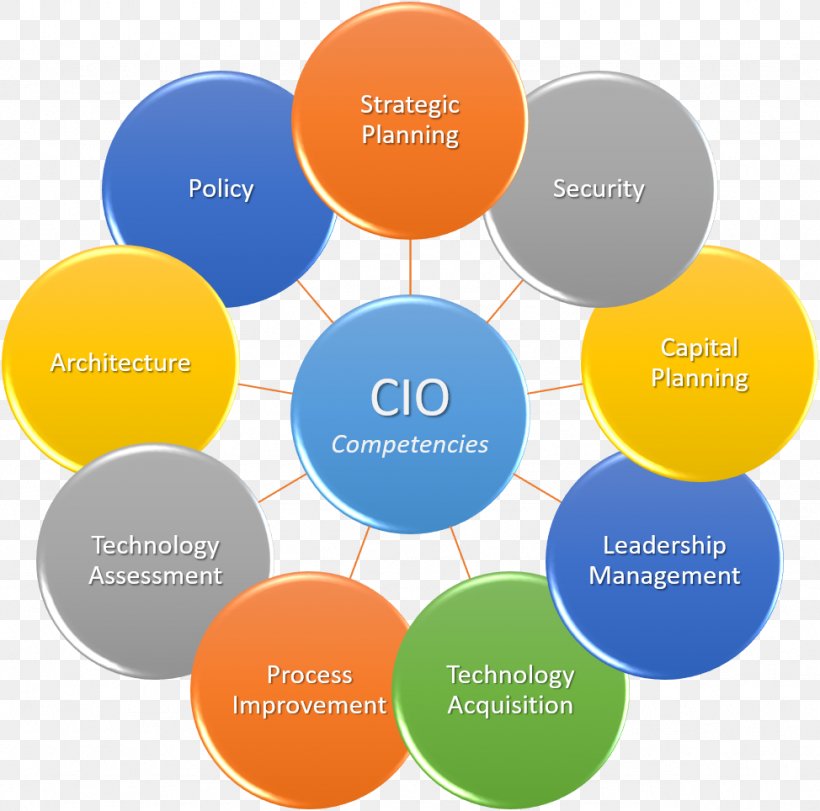 Strategic
Planning
Policy
Security
Architecture
Capital
Planning
CIO
Competencies
Technology
Assessment
Leadership
Management
Process
Improvement
Technology
Acquisition